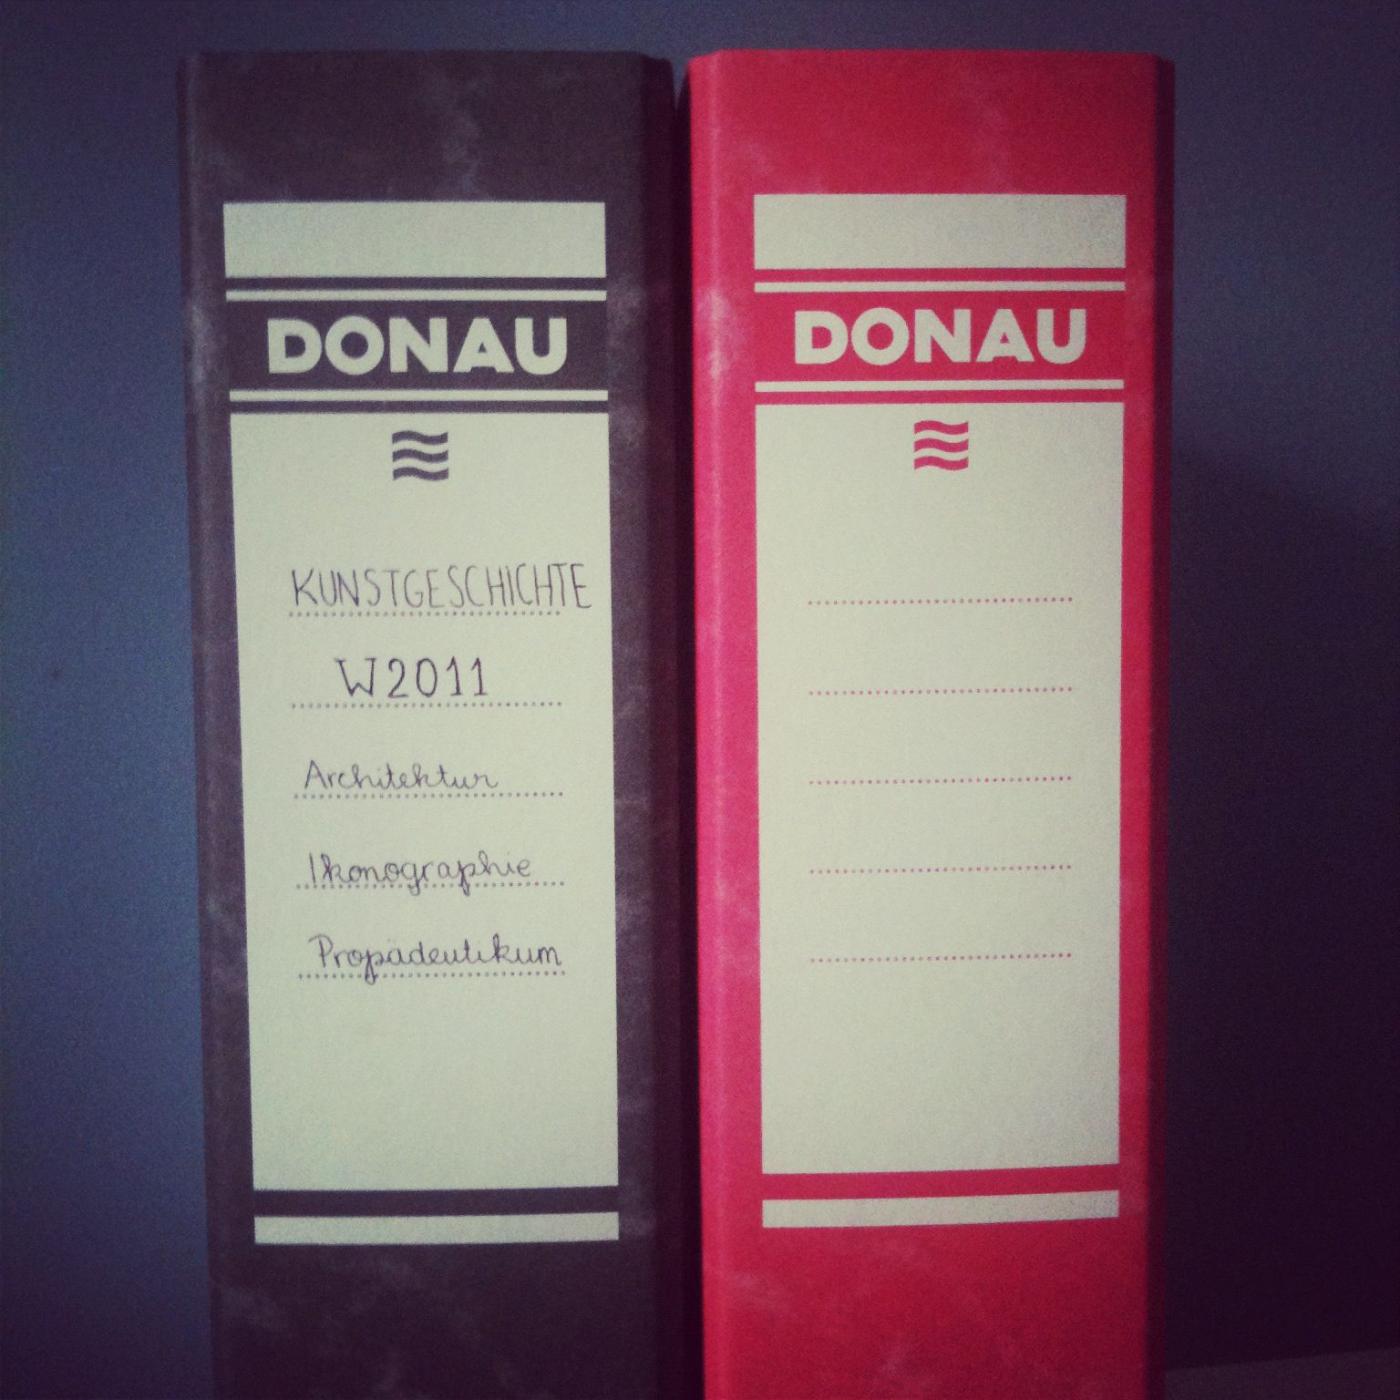 DONAU
KUNSTGESCHICHTE
W2011
Architektur
Ikonographie
Propädeutikum
DONAU